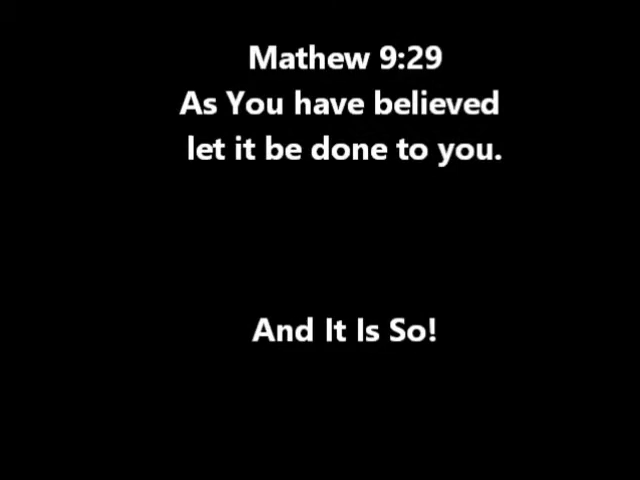 Mathew 9:29
As You have believed
let it be done to you.
And It Is So!